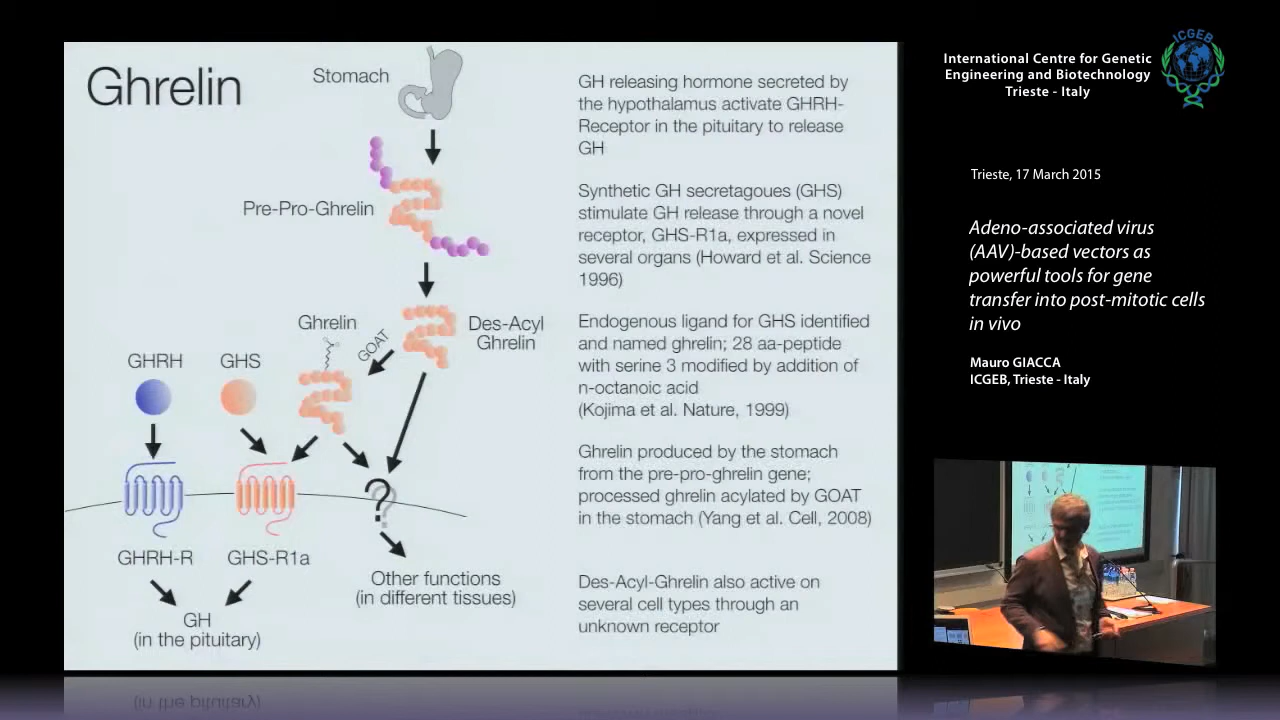 Ghrelin
Stomach
Pre-Pro-Ghrelin
Ghrelin
GOAT
Des-Acyl
Ghrelin
GHRH
GHS
?
GHRH-R
GHS-R1a
GH
(in the pituitary)
Other functions
(in different tissues)
GH releasing hormone secreted by
the hypothalamus activate GHRH-
Receptor in the pituitary to release
GH
Synthetic GH secretagoues (GHS)
stimulate GH release through a novel
receptor, GHS-R1a, expressed in
several organs (Howard et al. Science
1996)
Endogenous ligand for GHS identified
and named ghrelin; 28 aa-peptide
with serine 3 modified by addition of
n-octanoic acid
(Kojima et al. Nature, 1999)
Ghrelin produced by the stomach
from the pre-pro-ghrelin gene;
processed ghrelin acylated by GOAT
in the stomach (Yang et al. Cell, 2008)
Des-Acyl-Ghrelin also active on
several cell types through an
unknown receptor
International Centre for Genetic
Engineering and Biotechnology
Trieste - Italy
ICGEB
Trieste, 17 March 2015
Adeno-associated virus
(AAV)-based vectors as
powerful tools for gene
transfer into post-mitotic cells
in vivo
Mauro GIACCA
ICGEB, Trieste - Italy